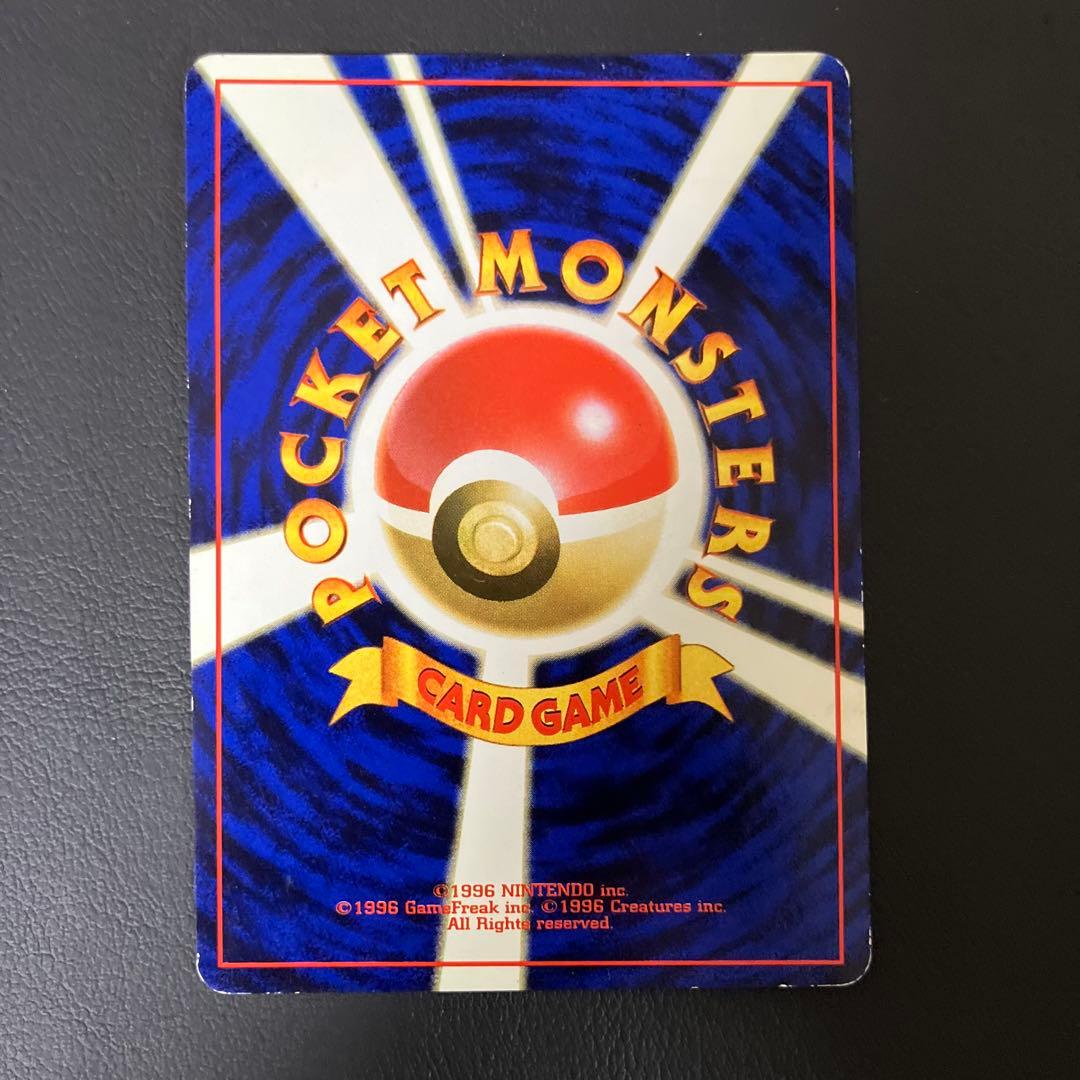 POCKET MONSTERS
CARD GAME
©1996 NINTENDO inc.
©1996 GameFreak inc. ©1996 Creatures inc.
All Rights reserved.